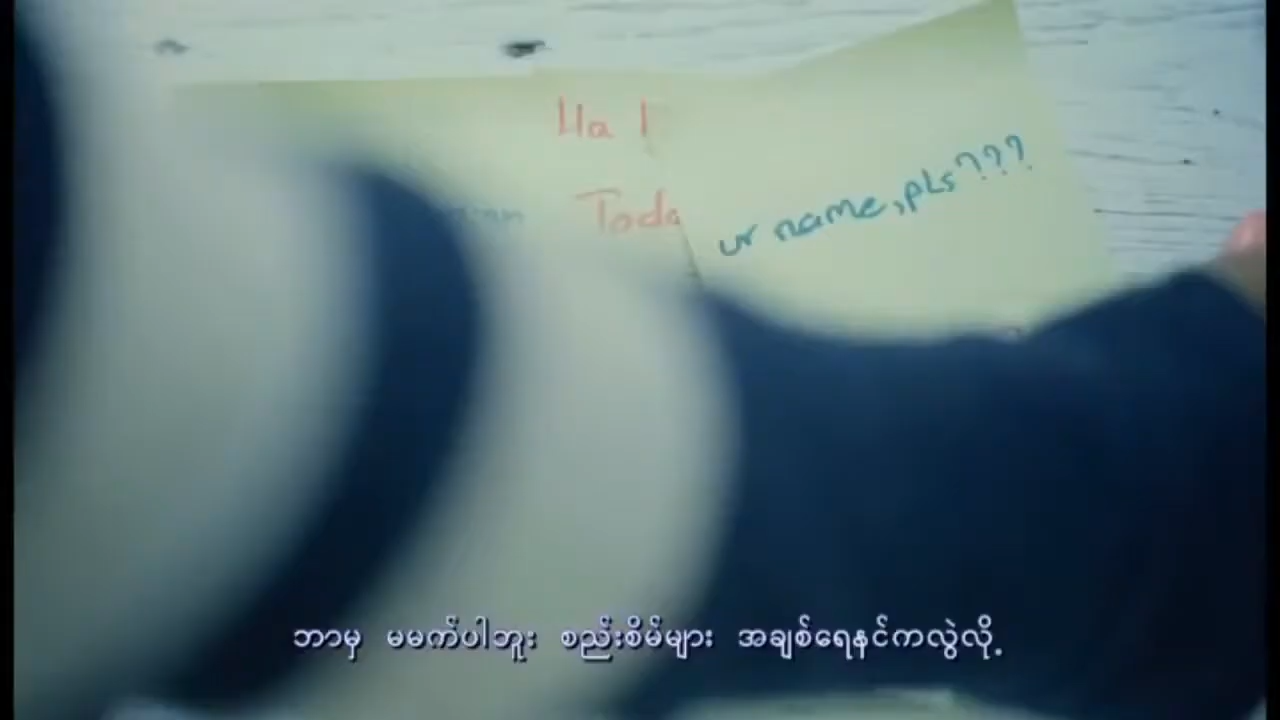 Ha !
Toda
ur name, pls???
ဘာမှ မမက်ပါဘူး စည်းစိမ်များ အချစ်ရေနင်ကလွဲလို့